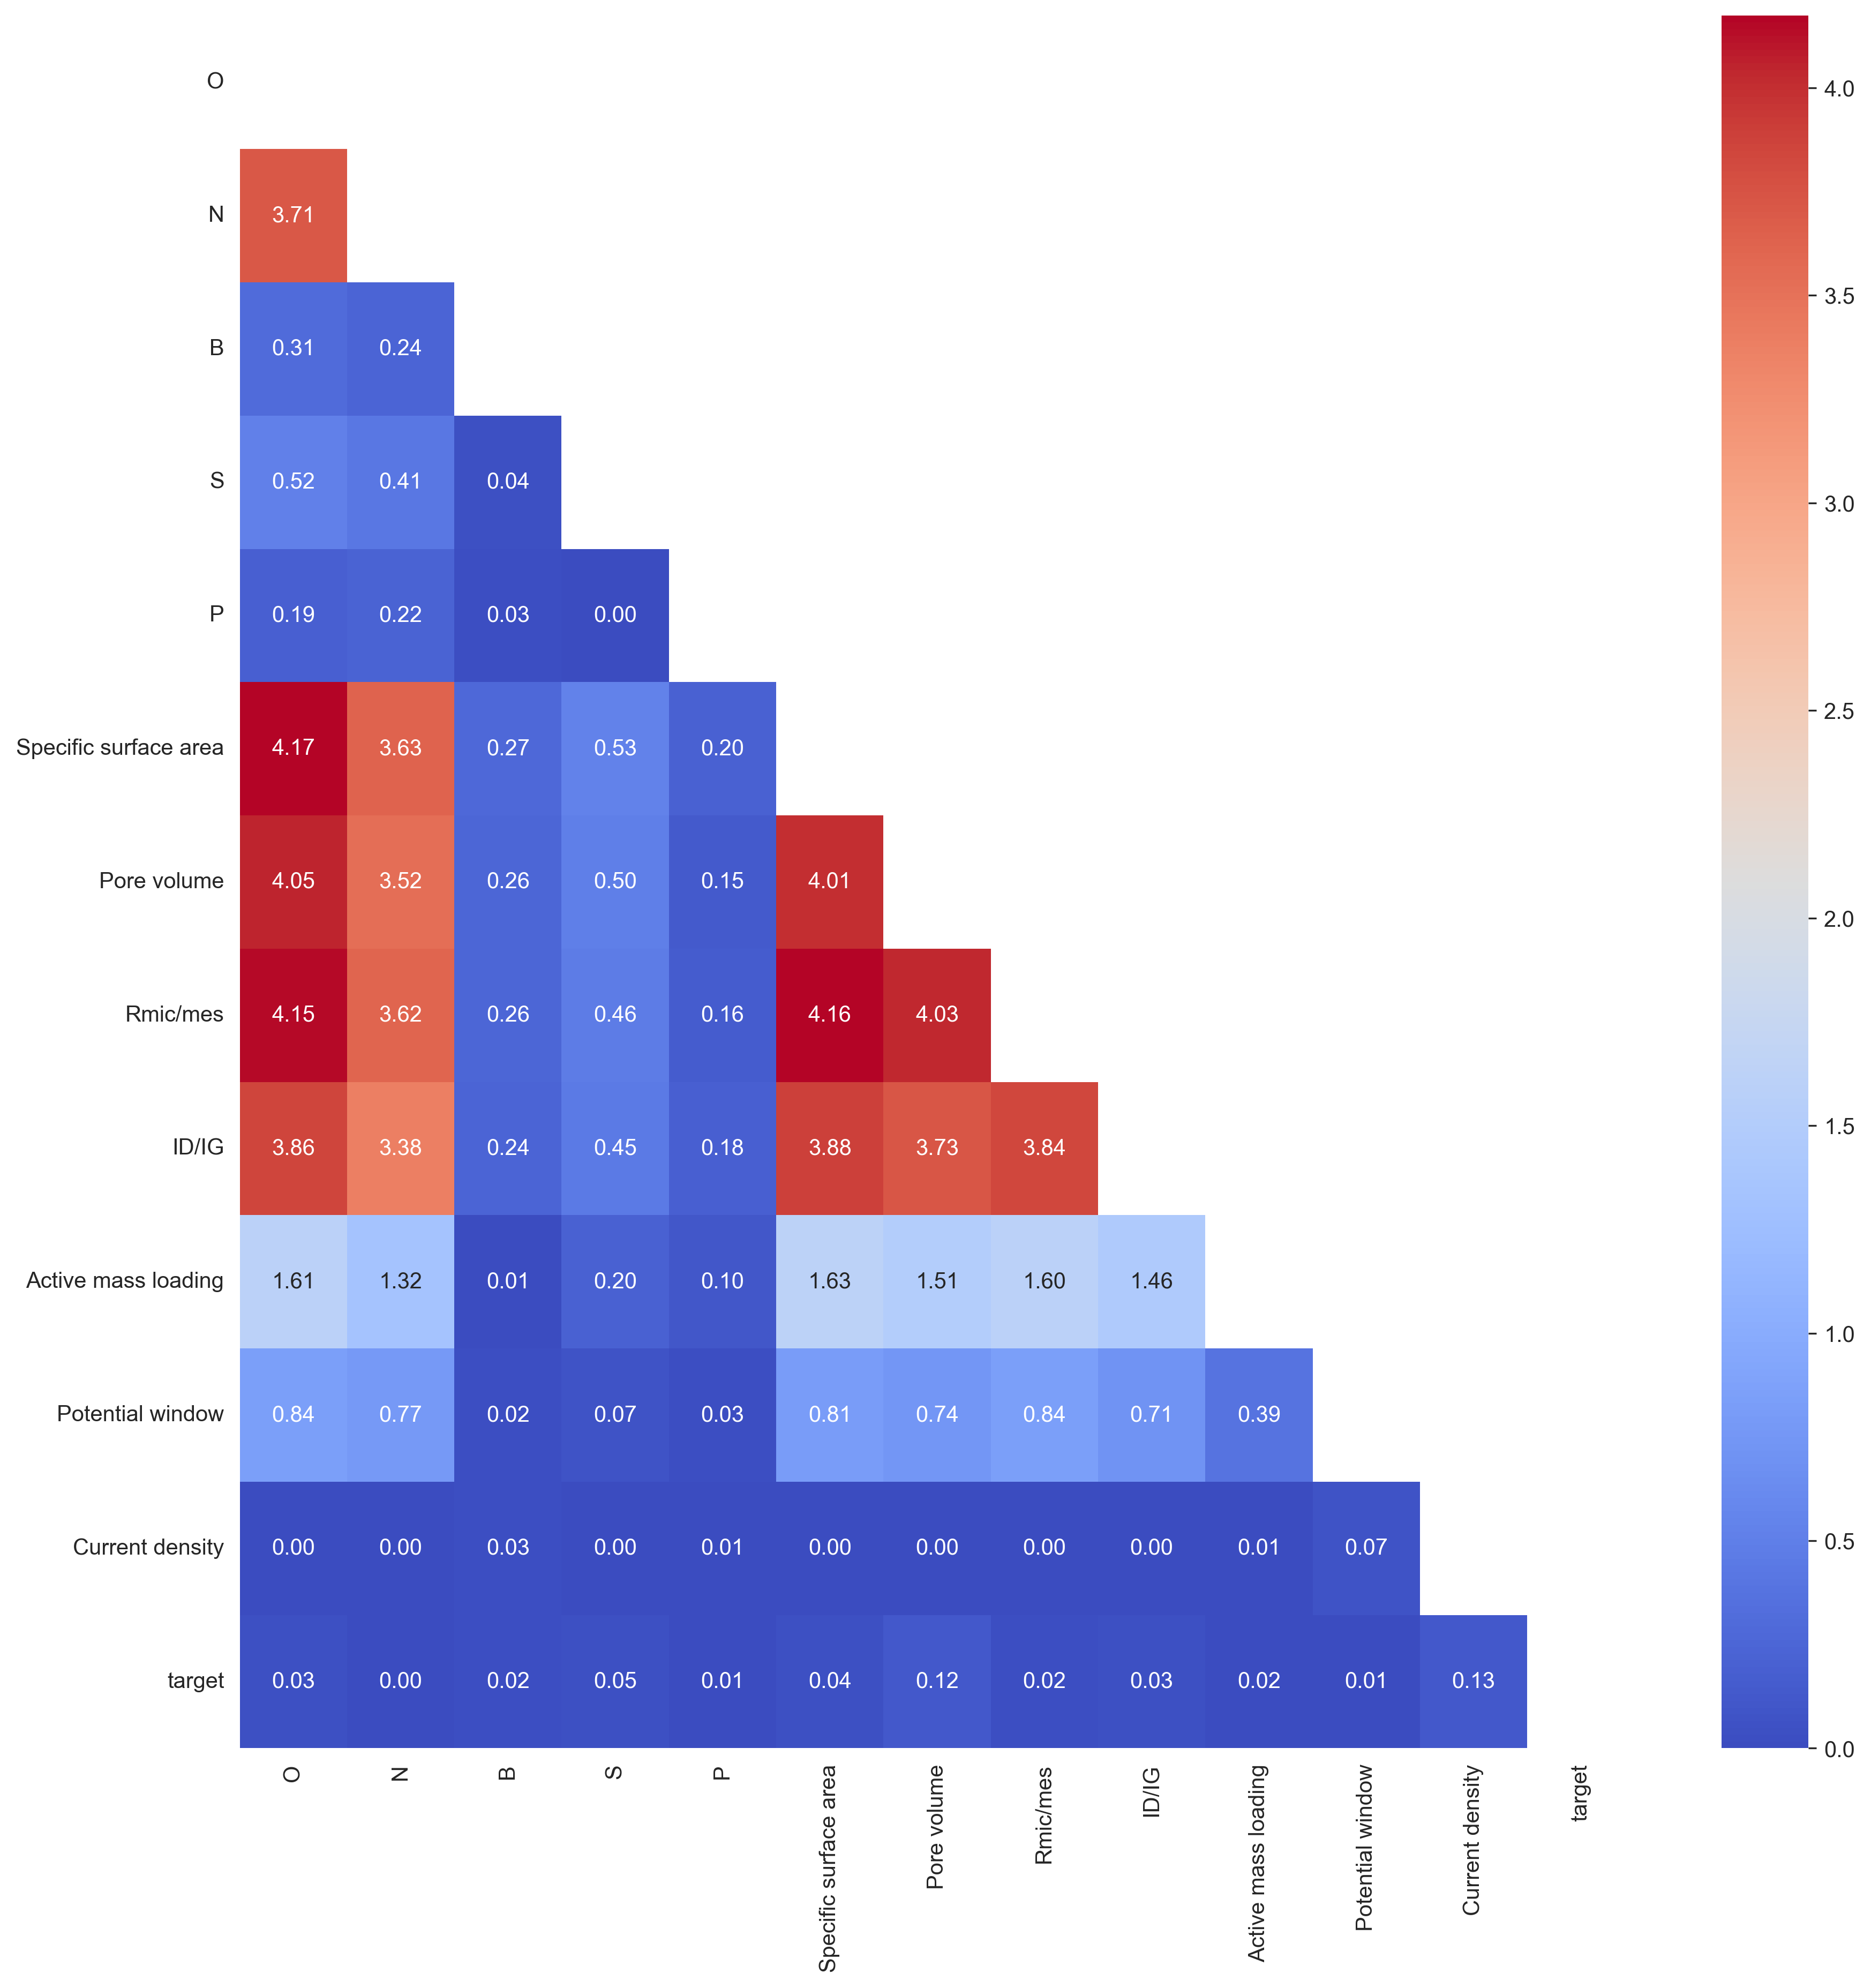 O
N 3.71
B 0.31 0.24
S 0.52 0.41 0.04
P 0.19 0.22 0.03 0.00
Specific surface area 4.17 3.63 0.27 0.53 0.20
Pore volume 4.05 3.52 0.26 0.50 0.15 4.01
Rmic/mes 4.15 3.62 0.26 0.46 0.16 4.16 4.03
ID/IG 3.86 3.38 0.24 0.45 0.18 3.88 3.73 3.84
Active mass loading 1.61 1.32 0.01 0.20 0.10 1.63 1.51 1.60 1.46
Potential window 0.84 0.77 0.02 0.07 0.03 0.81 0.74 0.84 0.71 0.39
Current density 0.00 0.00 0.03 0.00 0.01 0.00 0.00 0.00 0.00 0.01 0.07
target 0.03 0.00 0.02 0.05 0.01 0.04 0.12 0.02 0.03 0.02 0.01 0.13
O
N
B
S
P
Specific surface area
Pore volume
Rmic/mes
ID/IG
Active mass loading
Potential window
Current density
target
4.0
3.5
3.0
2.5
2.0
1.5
1.0
0.5
0.0